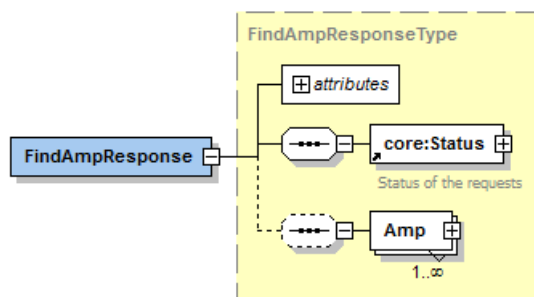 FindAmpResponseType
attributes
FindAmpResponse
core:Status
Status of the requests
Amp
1..∞